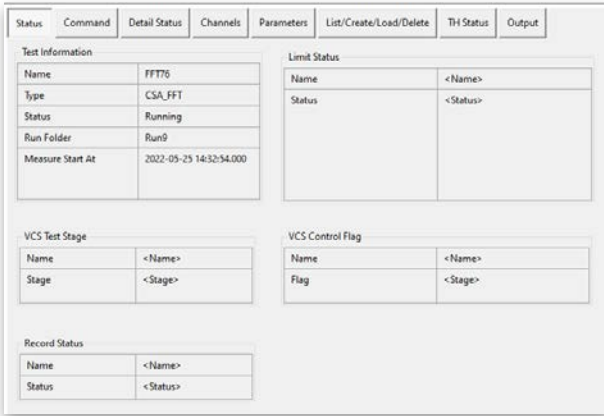 Status Command Detail Status Channels Parameters List/Create/Load/Delete TH Status Output
Test Information
Name FFT76
Type CSA_FFT
Status Running
Run Folder Run9
Measure Start At 2022-05-25 14:32:54.000
Limit Status
Name <Name>
Status <Status>
VCS Test Stage
Name <Name>
Stage <Stage>
VCS Control Flag
Name <Name>
Flag <Stage>
Record Status
Name <Name>
Status <Status>